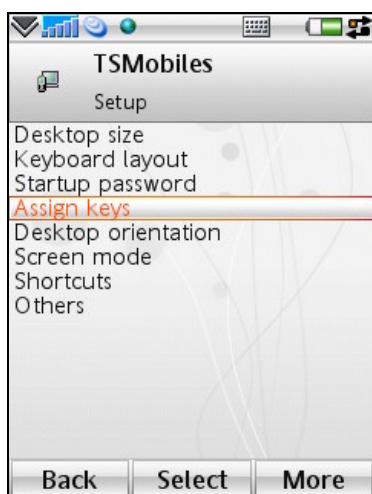 TSMobiles
Setup
Desktop size
Keyboard layout
Startup password
Assign keys
Desktop orientation
Screen mode
Shortcuts
Others
Back Select More